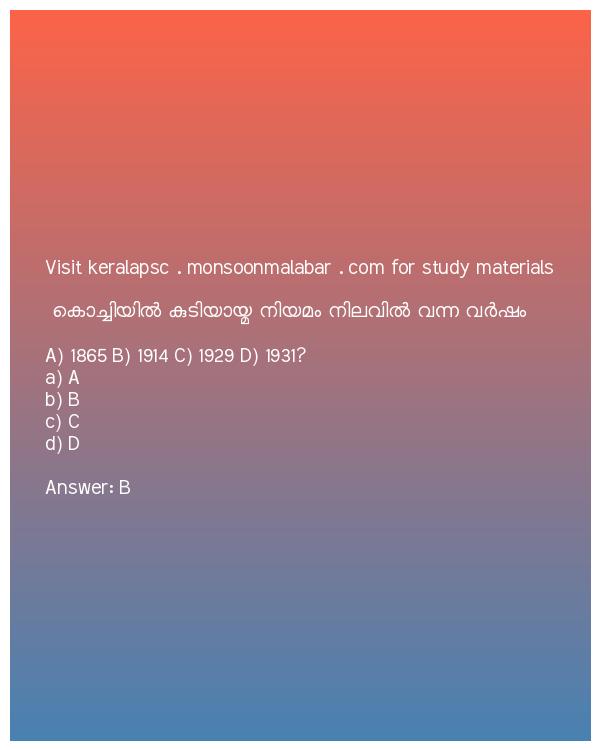 Visit keralapsc . monsoonmalabar . com for study materials
കൊച്ചിയിൽ കുടിയായ്മ നിയമം നിലവിൽ വന്ന വർഷം
A) 1865 B) 1914 C) 1929 D) 1931?
a) A
b) B
c) C
d) D
Answer: B